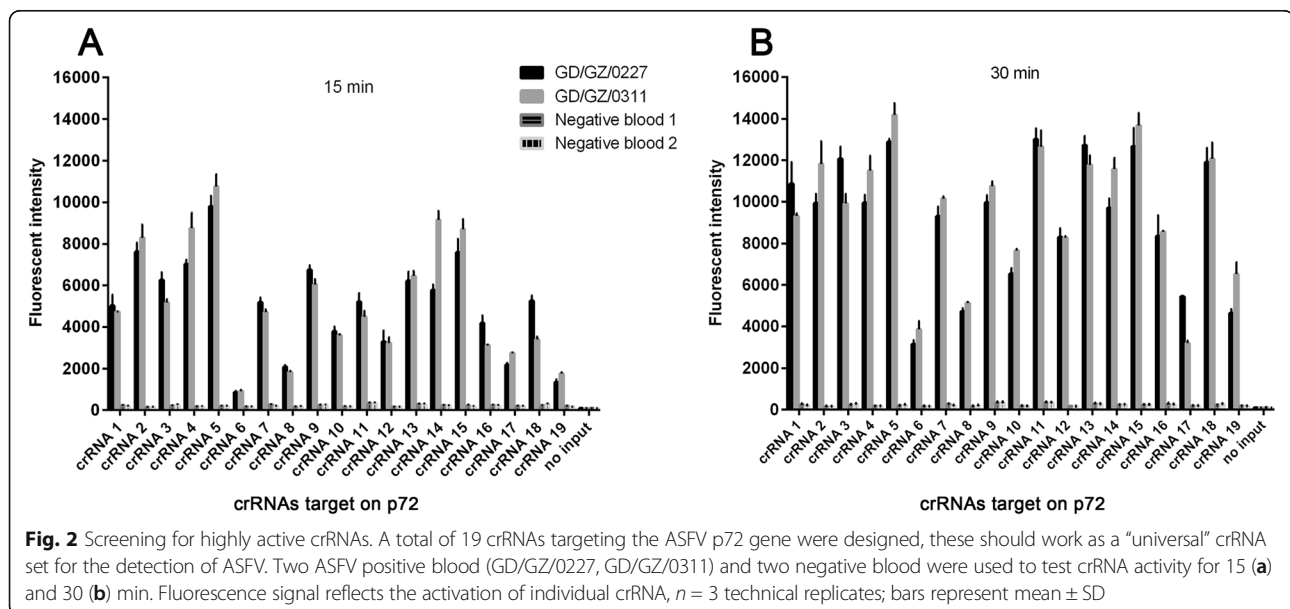 A
16000
14000
12000
10000
8000
6000
4000
2000
0
Fluorescent intensity
15 min
GD/GZ/0227
GD/GZ/0311
Negative blood 1
Negative blood 2
crRNA 1
crRNA 2
crRNA 3
crRNA 4
crRNA 5
crRNA 6
crRNA 7
crRNA 8
crRNA 9
crRNA 10
crRNA 11
crRNA 12
crRNA 13
crRNA 14
crRNA 15
crRNA 16
crRNA 17
crRNA 18
crRNA 19
no input
crRNAs target on p72
B
16000
14000
12000
10000
8000
6000
4000
2000
0
Fluorescent intensity
30 min
crRNA 1
crRNA 2
crRNA 3
crRNA 4
crRNA 5
crRNA 6
crRNA 7
crRNA 8
crRNA 9
crRNA 10
crRNA 11
crRNA 12
crRNA 13
crRNA 14
crRNA 15
crRNA 16
crRNA 17
crRNA 18
crRNA 19
no input
crRNAs target on p72
Fig. 2 Screening for highly active crRNAs. A total of 19 crRNAs targeting the ASFV p72 gene were designed, these should work as a “universal” crRNA
set for the detection of ASFV. Two ASFV positive blood (GD/GZ/0227, GD/GZ/0311) and two negative blood were used to test crRNA activity for 15 (a)
and 30 (b) min. Fluorescence signal reflects the activation of individual crRNA, n = 3 technical replicates; bars represent mean ± SD